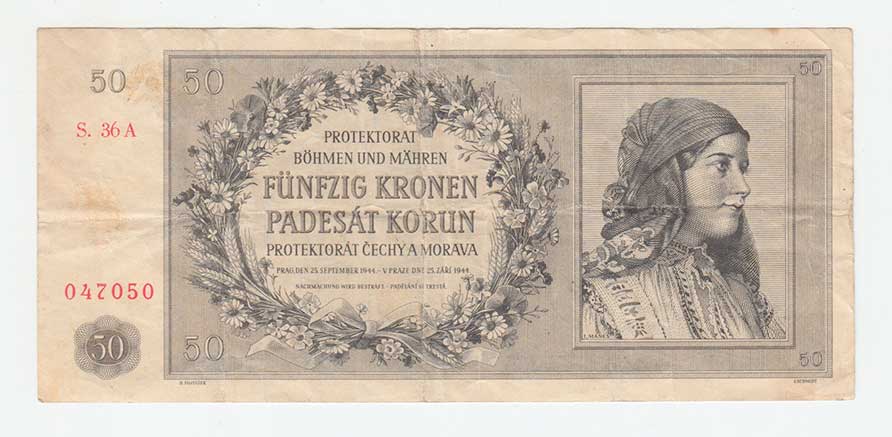 50
50
50
S. 36 A
PROTEKTORAT
BÖHMEN UND MÄHREN
FÜNFZIG KRONEN
PADESÁT KORUN
PROTEKTORÁT ČECHY A MORAVA
PRAG, DEN 25. SEPTEMBER 1944. - V PRAZE DNE 25. ZÁŘÍ 1944.
NACHMACHUNG WIRD BESTRAFT. - PADĚLÁNÍ SE TRESTÁ.
047050
50
50
50
J. MÁNES